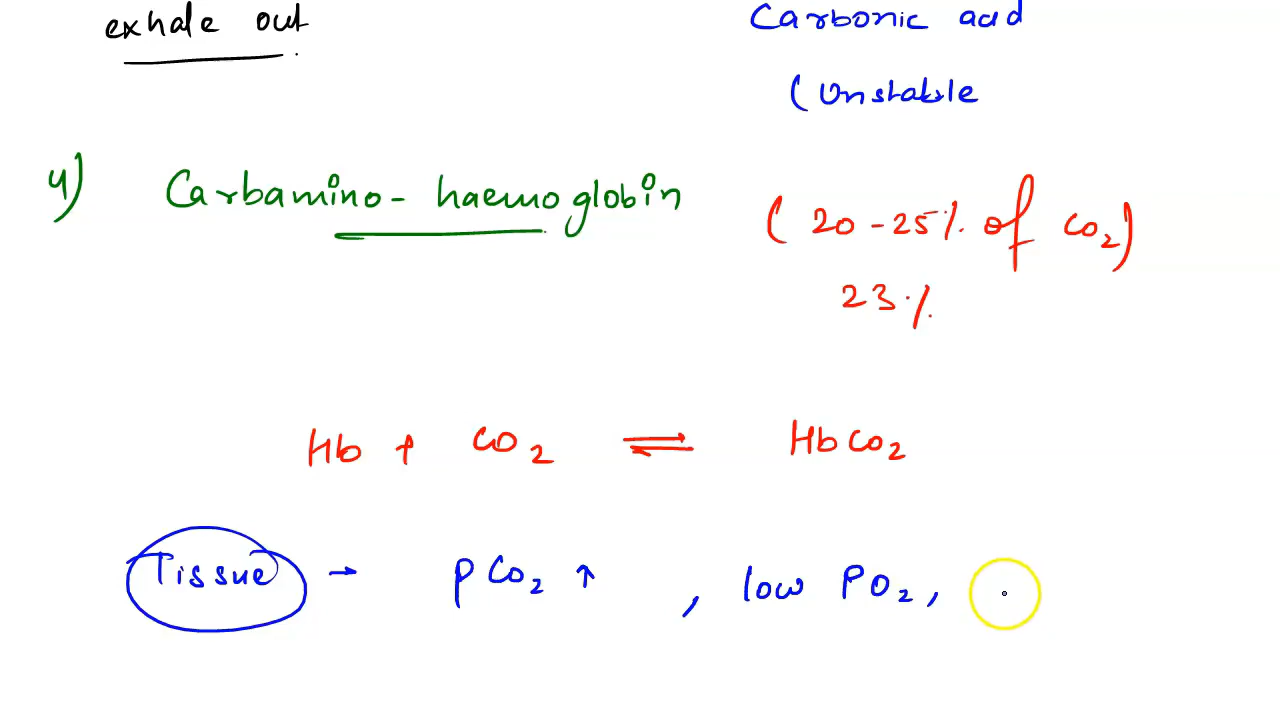 exhale out
Carbonic acid
(Unstable
4) Carbamino-haemoglobin (20-25% of CO2)
23%
Hb + CO2 ⇌ HbCO2
Tissue → PCO2 ↑ , low PO2,